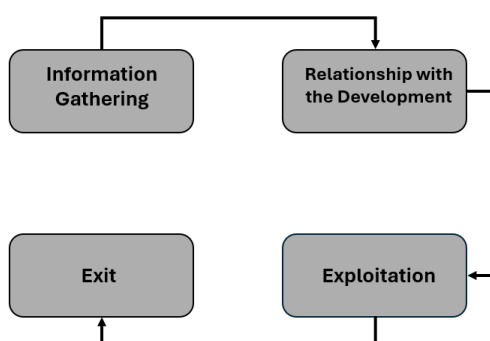 Information
Gathering
Relationship with
the Development
Exit
Exploitation